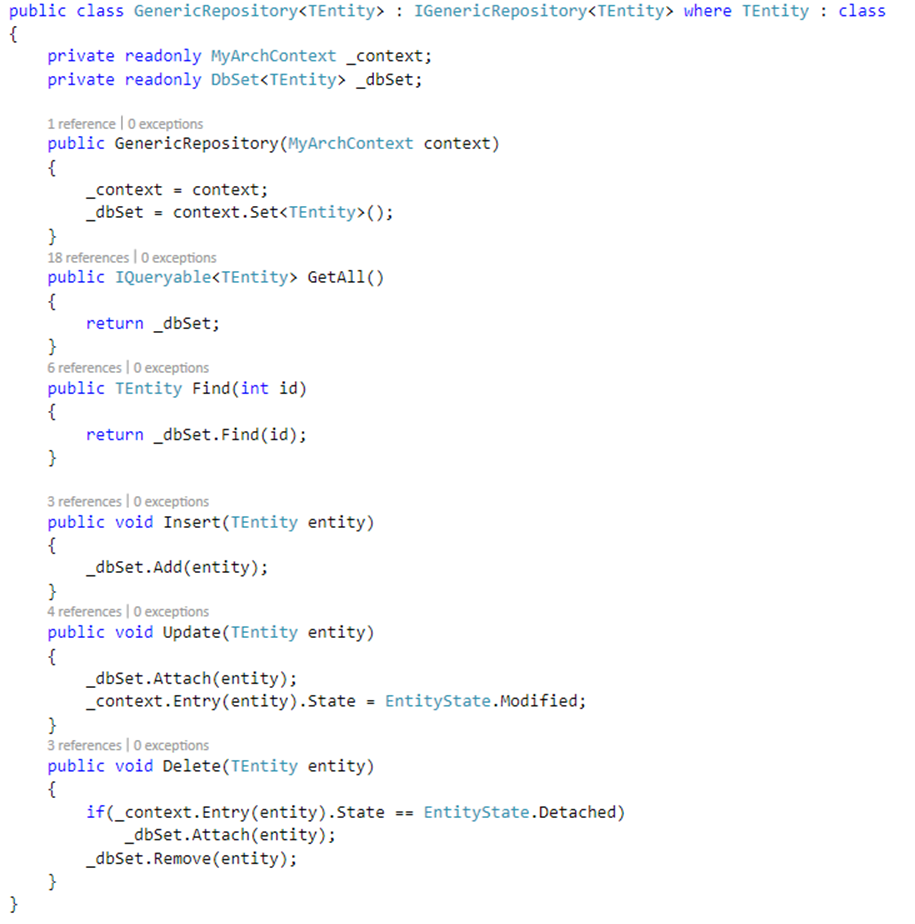 public class GenericRepository<TEntity> : IGenericRepository<TEntity> where TEntity : class
{
    private readonly MyArchContext _context;
    private readonly DbSet<TEntity> _dbSet;

    1 reference | 0 exceptions
    public GenericRepository(MyArchContext context)
    {
        _context = context;
        _dbSet = context.Set<TEntity>();
    }
    18 references | 0 exceptions
    public IQueryable<TEntity> GetAll()
    {
        return _dbSet;
    }
    6 references | 0 exceptions
    public TEntity Find(int id)
    {
        return _dbSet.Find(id);
    }

    3 references | 0 exceptions
    public void Insert(TEntity entity)
    {
        _dbSet.Add(entity);
    }
    4 references | 0 exceptions
    public void Update(TEntity entity)
    {
        _dbSet.Attach(entity);
        _context.Entry(entity).State = EntityState.Modified;
    }
    3 references | 0 exceptions
    public void Delete(TEntity entity)
    {
        if(_context.Entry(entity).State == EntityState.Detached)
            _dbSet.Attach(entity);
        _dbSet.Remove(entity);
    }
}